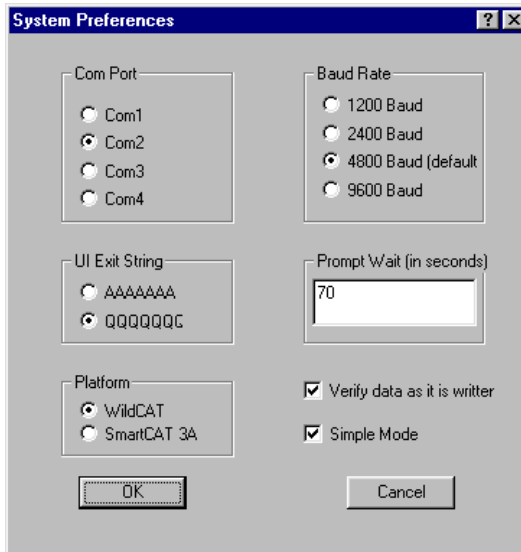 System Preferences
Com Port
Com1
Com2
Com3
Com4
Baud Rate
1200 Baud
2400 Baud
4800 Baud (default
9600 Baud
UI Exit String
AAAAAAA
QQQQQQC
Prompt Wait (in seconds)
70
Platform
WildCAT
SmartCAT 3A
Verify data as it is writter
Simple Mode
OK
Cancel